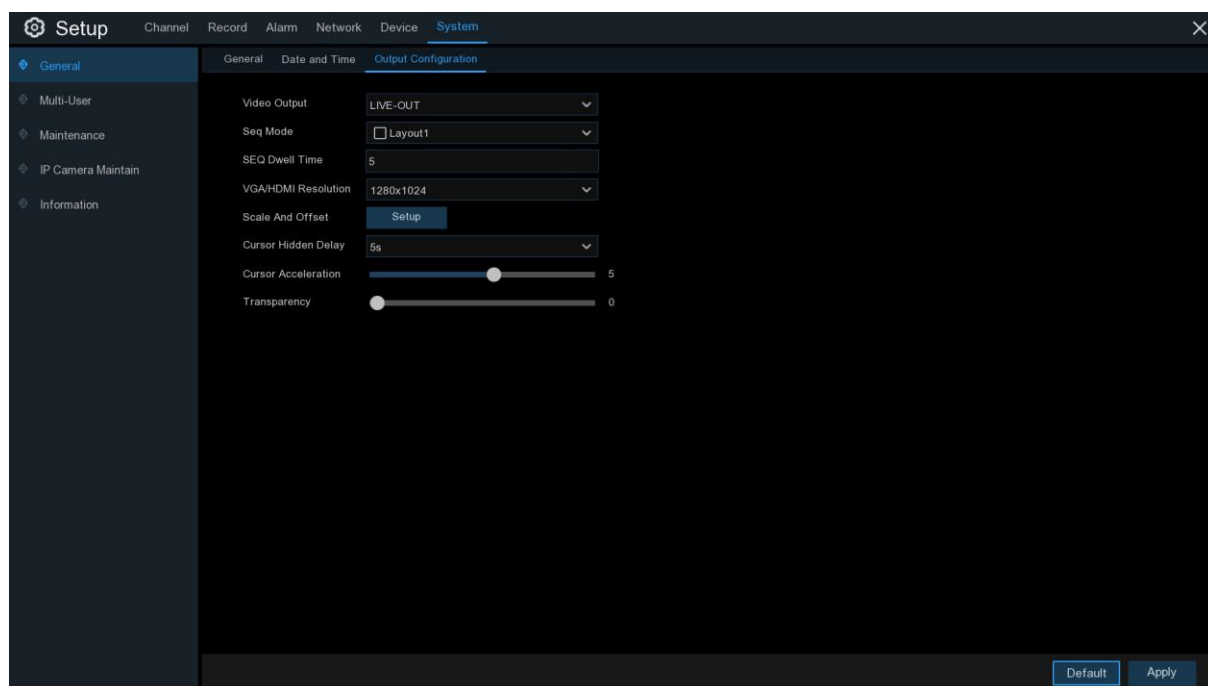 Setup Channel Record Alarm Network Device System
General Date and Time Output Configuration
General
Multi-User
Maintenance
IP Camera Maintain
Information
Video Output LIVE-OUT
Seq Mode Layout1
SEQ Dwell Time 5
VGA/HDMI Resolution 1280x1024
Scale And Offset Setup
Cursor Hidden Delay 5s
Cursor Acceleration 5
Transparency 0
Default Apply